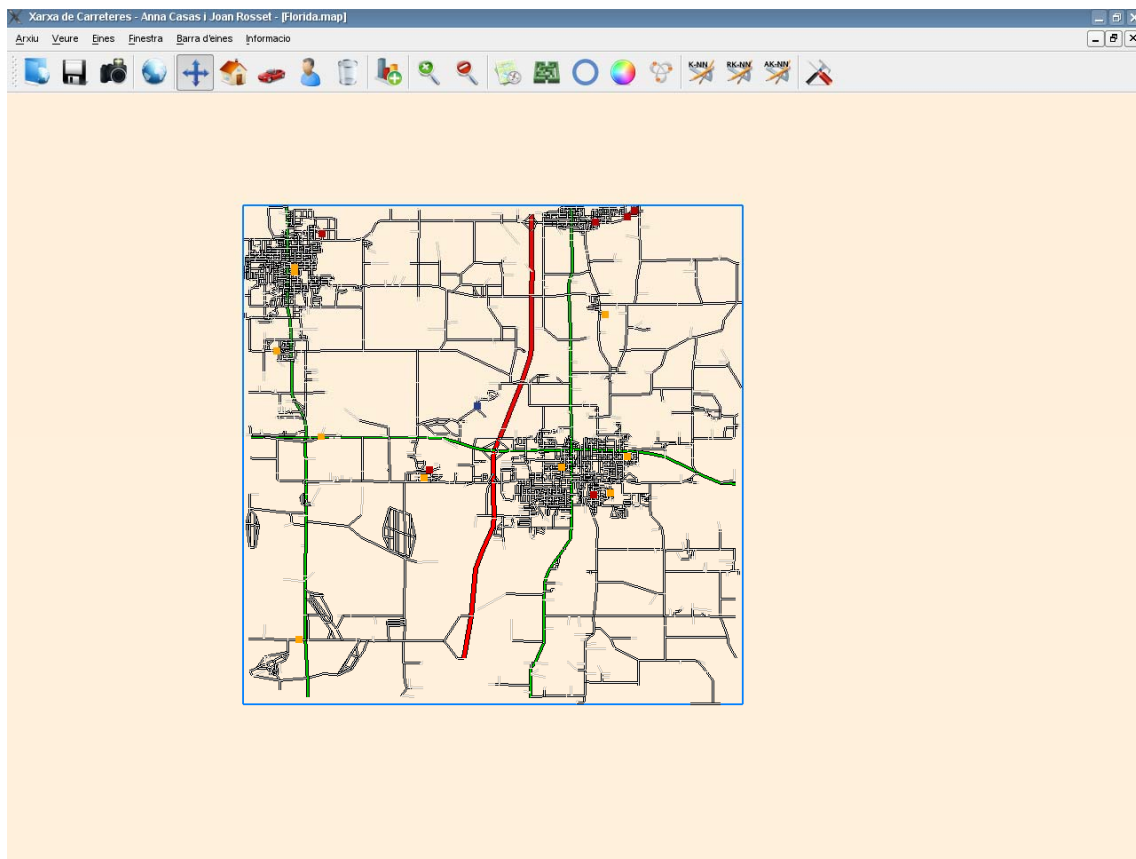 Xarxa de Carreteres - Anna Casas i Joan Rosset - [Florida.map]
Arxiu Veure Eines Finestra Barra d'eines Informacio
K-NN RK-NN AK-NN